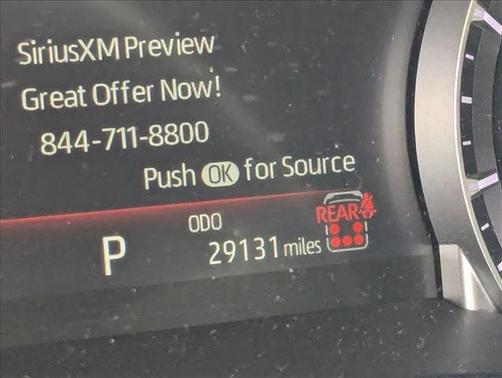 SiriusXM Preview
Great Offer Now!
844-711-8800
Push OK for Source
REAR
ODO
P 29131 miles